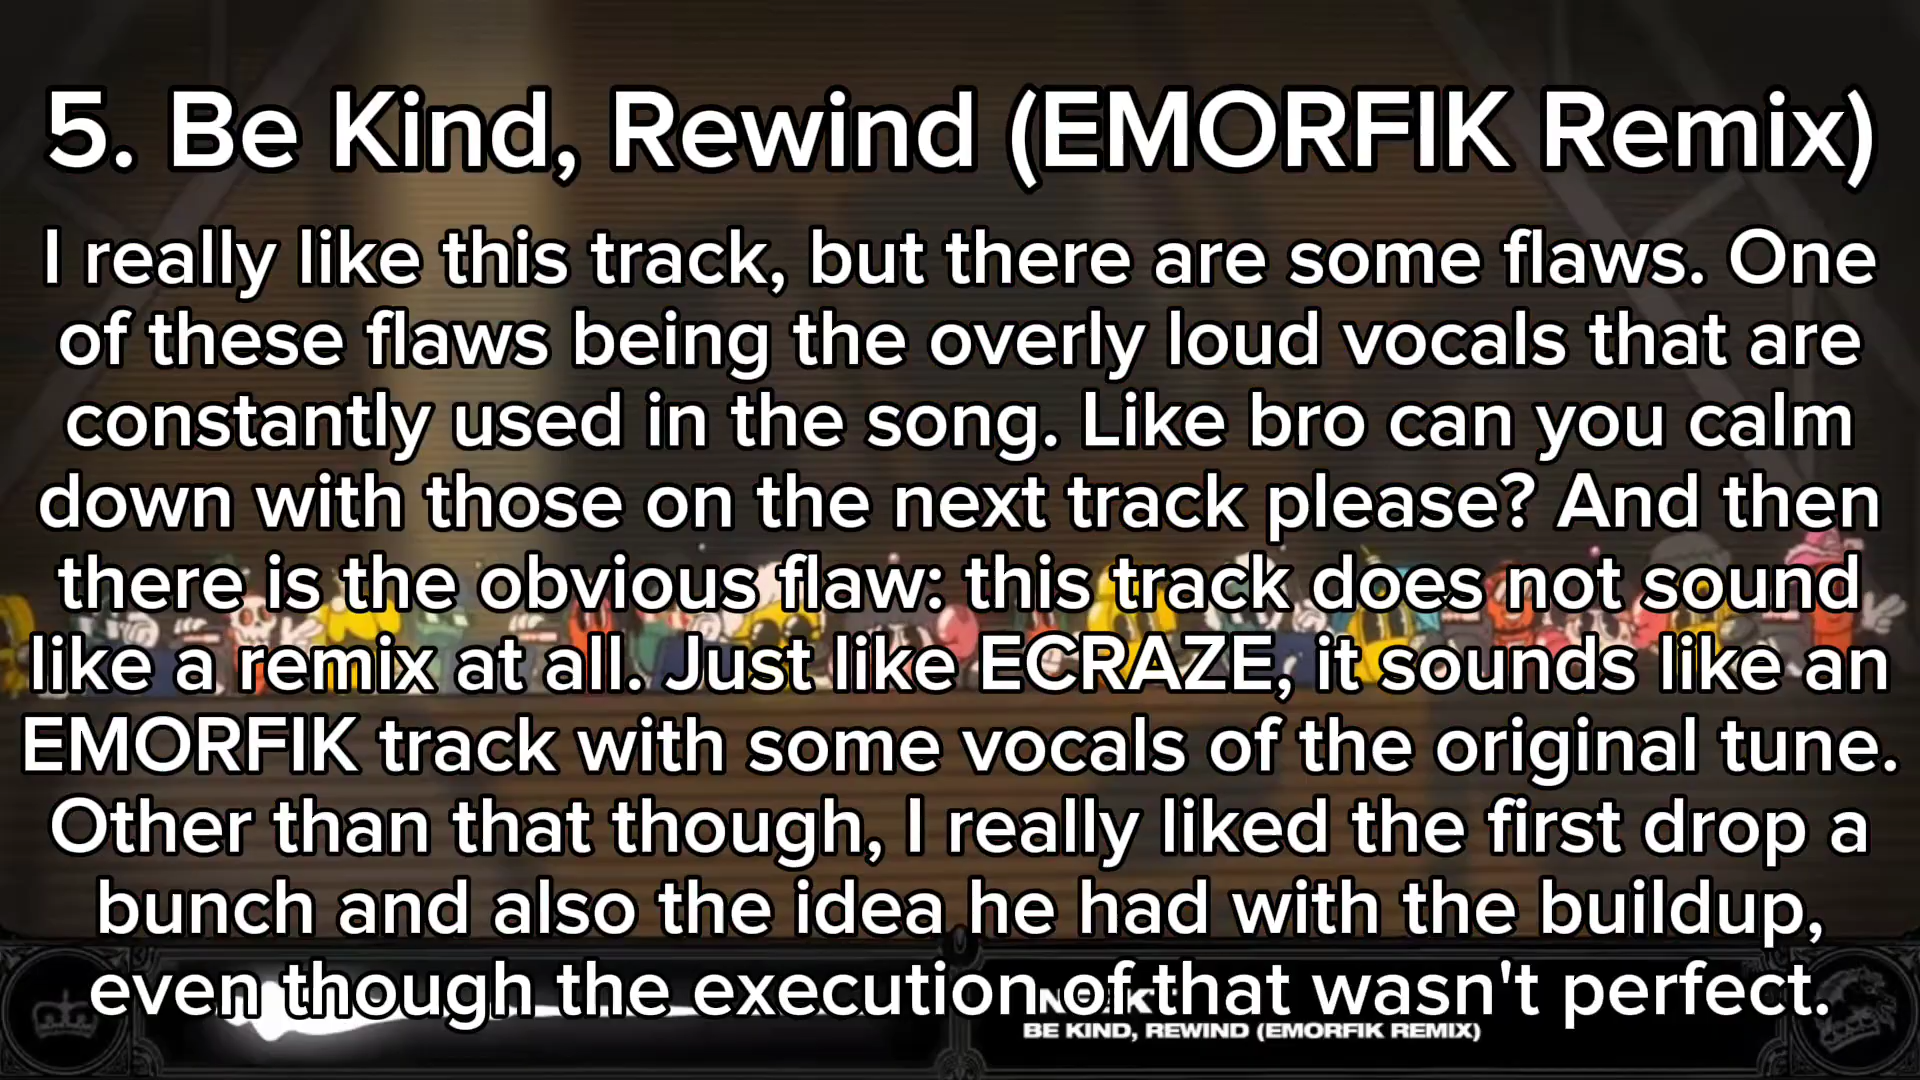 5. Be Kind, Rewind (EMORFIK Remix)
I really like this track, but there are some flaws. One
of these flaws being the overly loud vocals that are
constantly used in the song. Like bro can you calm
down with those on the next track please? And then
there is the obvious flaw: this track does not sound
like a remix at all. Just like ECRAZE, it sounds like an
EMORFIK track with some vocals of the original tune.
Other than that though, I really liked the first drop a
bunch and also the idea he had with the buildup,
even though the execution of that wasn't perfect.
BE KIND, REWIND (EMORFIK REMIX)